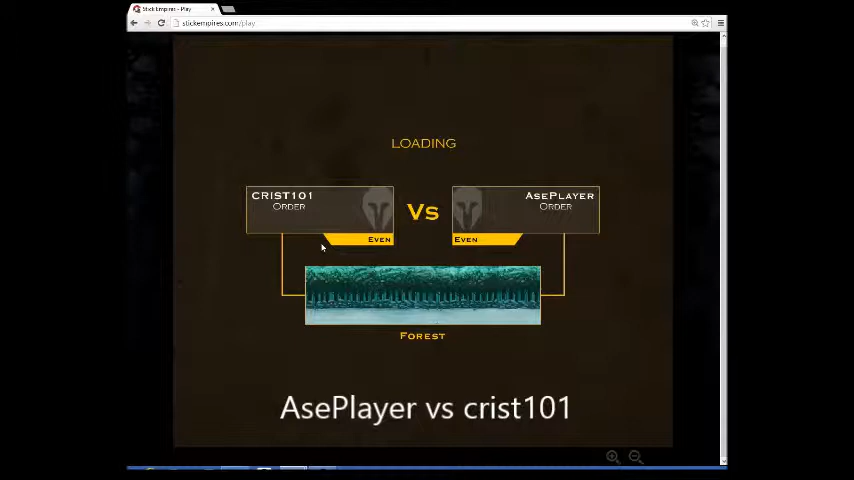 Stick Empires - Play
stickempires.com/play
LOADING
CRIST101
ORDER
EVEN
Vs
ASEPLAYER
ORDER
EVEN
FOREST
AsePlayer vs crist101